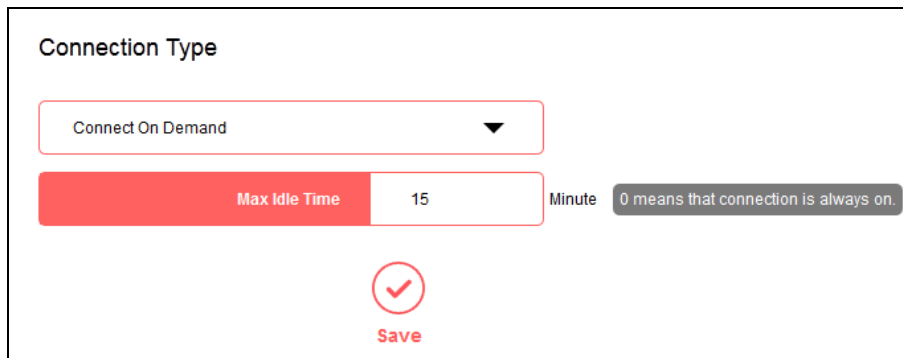 Connection Type
Connect On Demand
Max Idle Time 15 Minute 0 means that connection is always on.
Save